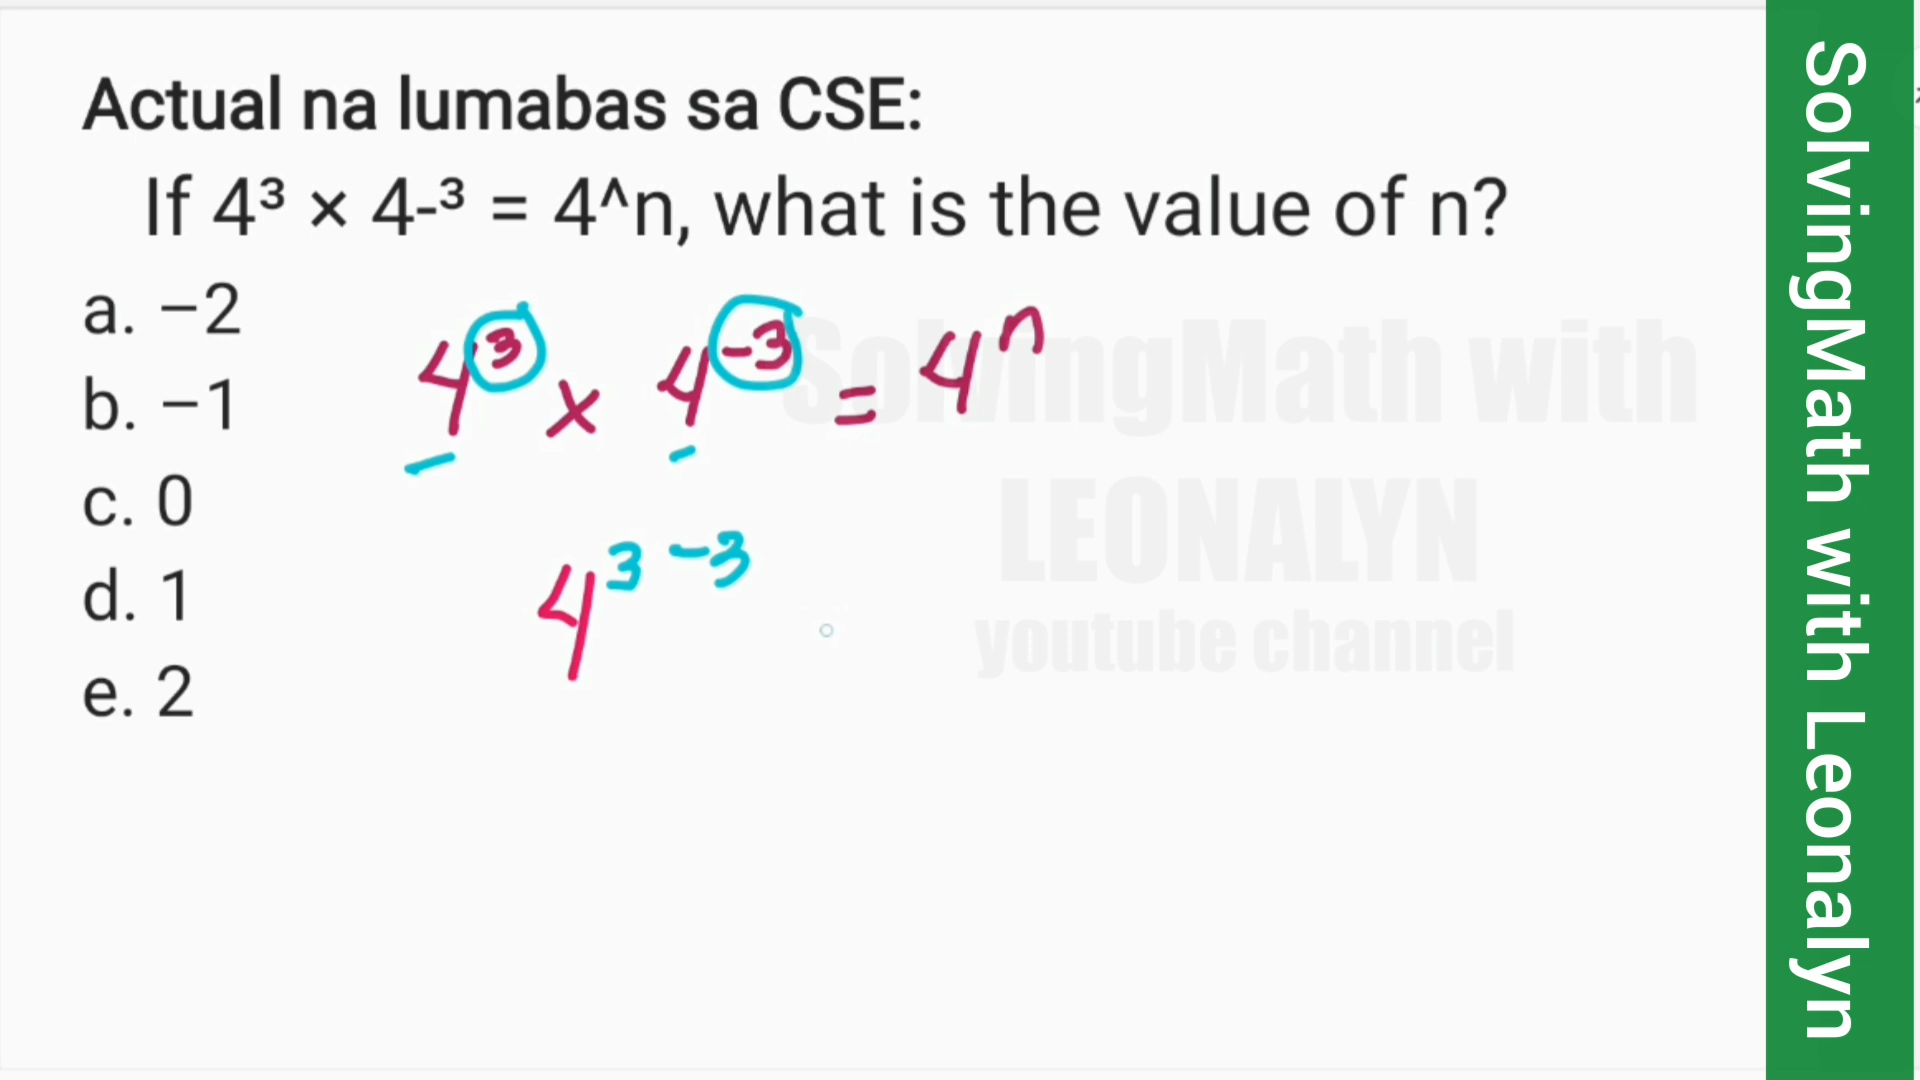 Actual na lumabas sa CSE:
If 4³ × 4-³ = 4^n, what is the value of n?
a. –2
b. –1
c. 0
d. 1
e. 2
4³ × 4⁻³ = 4ⁿ
4³ ⁻³
SolvingMath with
LEONALYN
youtube channel
SolvingMath with Leonalyn